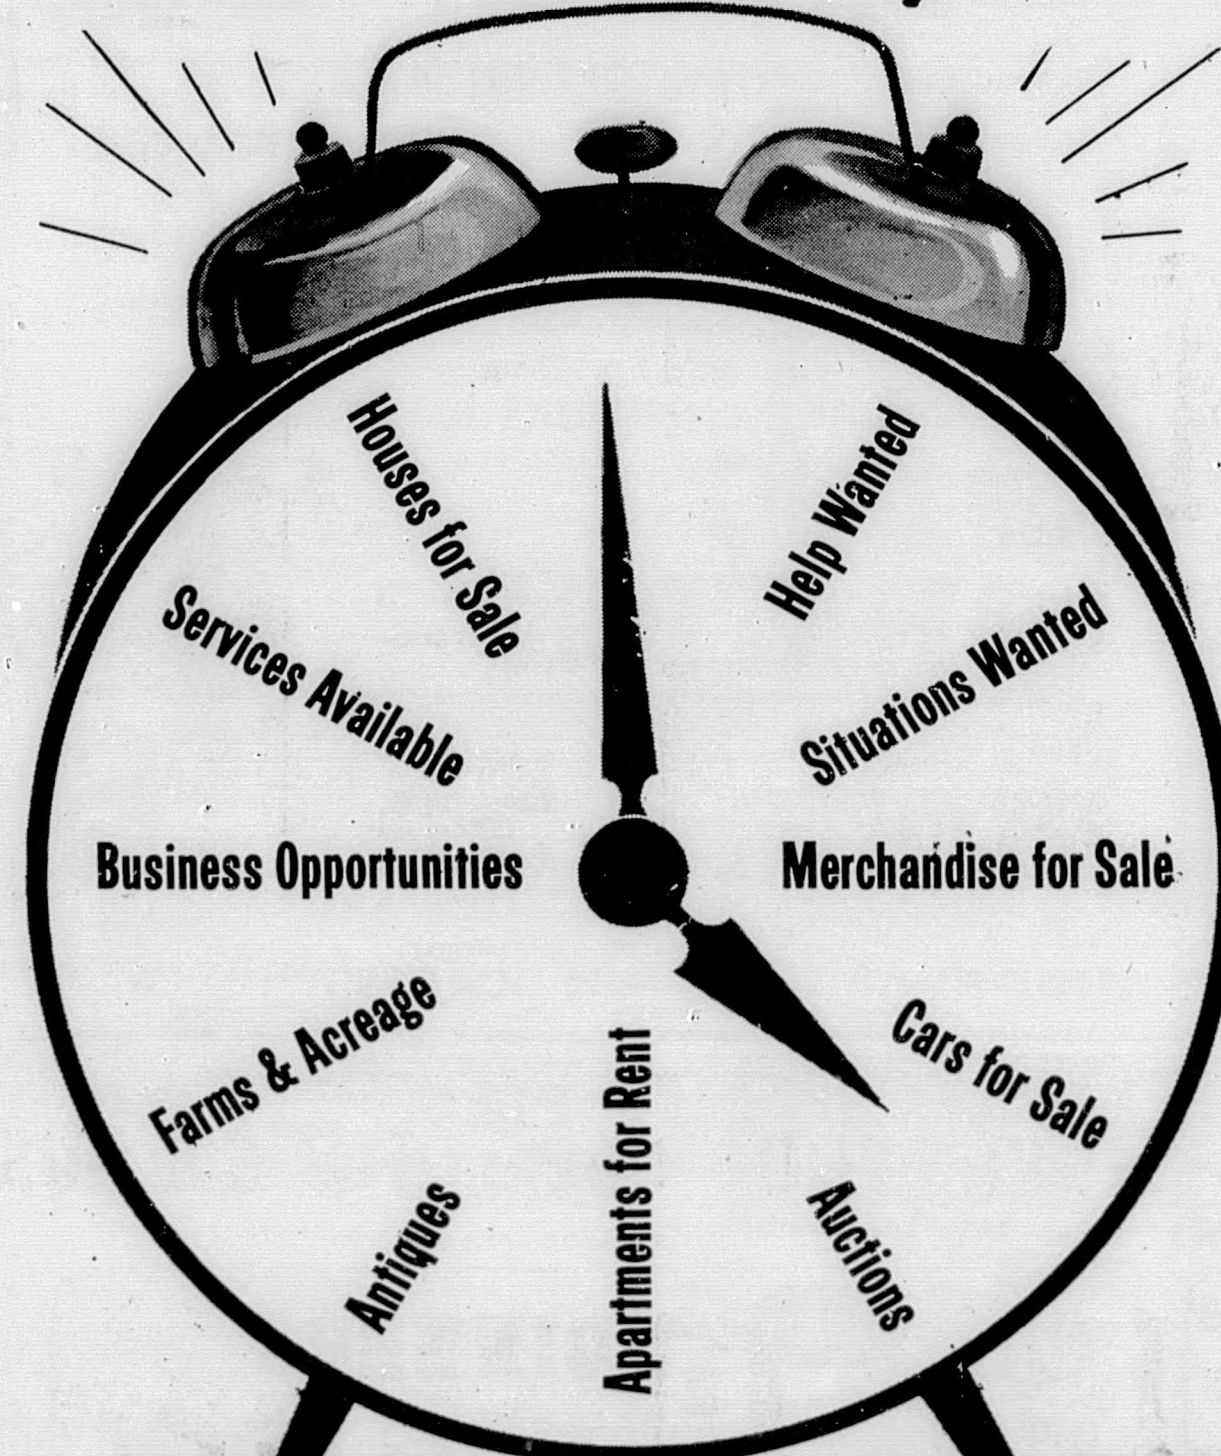 Houses for Sale
Help Wanted
Services Available
Situations Wanted
Business Opportunities
Merchandise for Sale
Farms & Acreage
Cars for Sale
Antiques
Apartments for Rent
Auctions